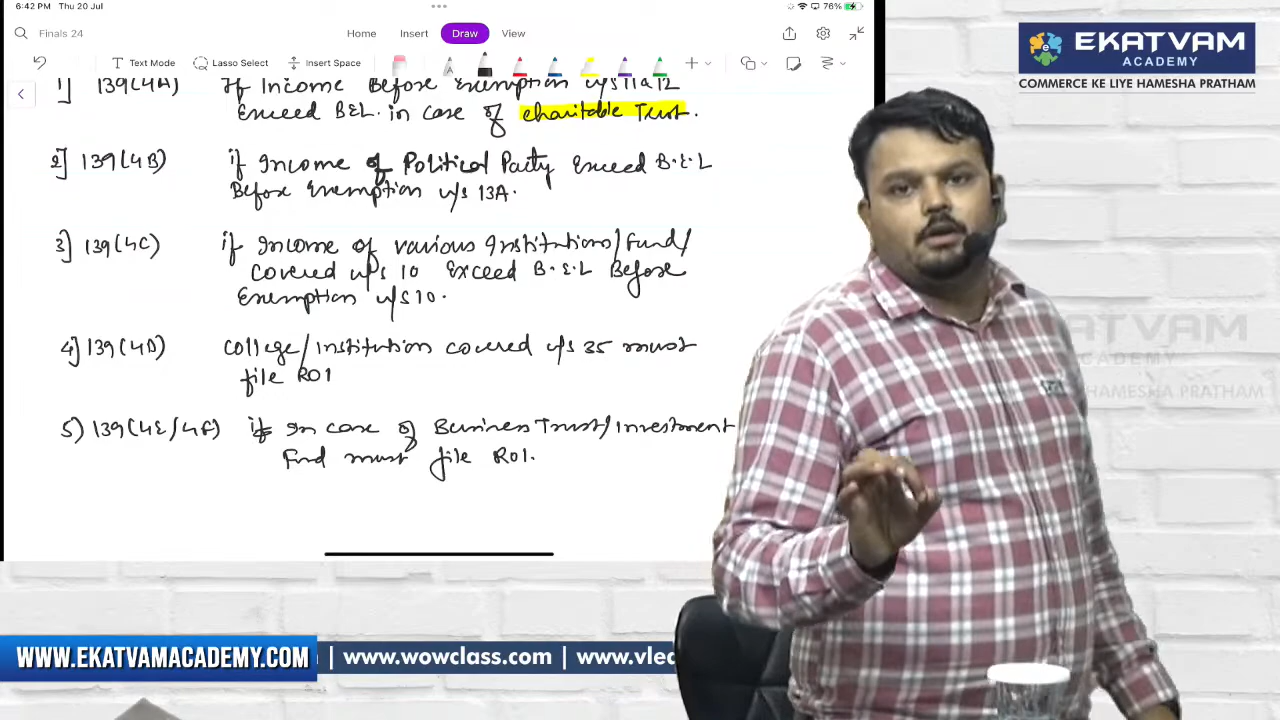 6:42 PM Thu 20 Jul
76%
Finals 24
Home Insert Draw View
Text Mode Lasso Select Insert Space
1] 139(4A) If Income Before Exemption u/s 11 & 12
Exceed BEL. in case of charitable Trust.
2] 139(4B) if Income of Political Party Exceed B.E.L
Before Exemption u/s 13A.
3] 139(4C) if Income of various Institutions/Fund/
covered u/s 10 Exceed B.E.L Before
Exemption u/s 10.
4] 139(4D) College/Institution covered u/s 35 must
file ROI
5) 139(4E/4F) In case of Business Trust/Investment
Fund must file ROI.
EKATVAM
ACADEMY
COMMERCE KE LIYE HAMESHA PRATHAM
EKATVAM
ACADEMY
HAMESHA PRATHAM
WWW.EKATVAMACADEMY.COM | www.wowclass.com | www.vled